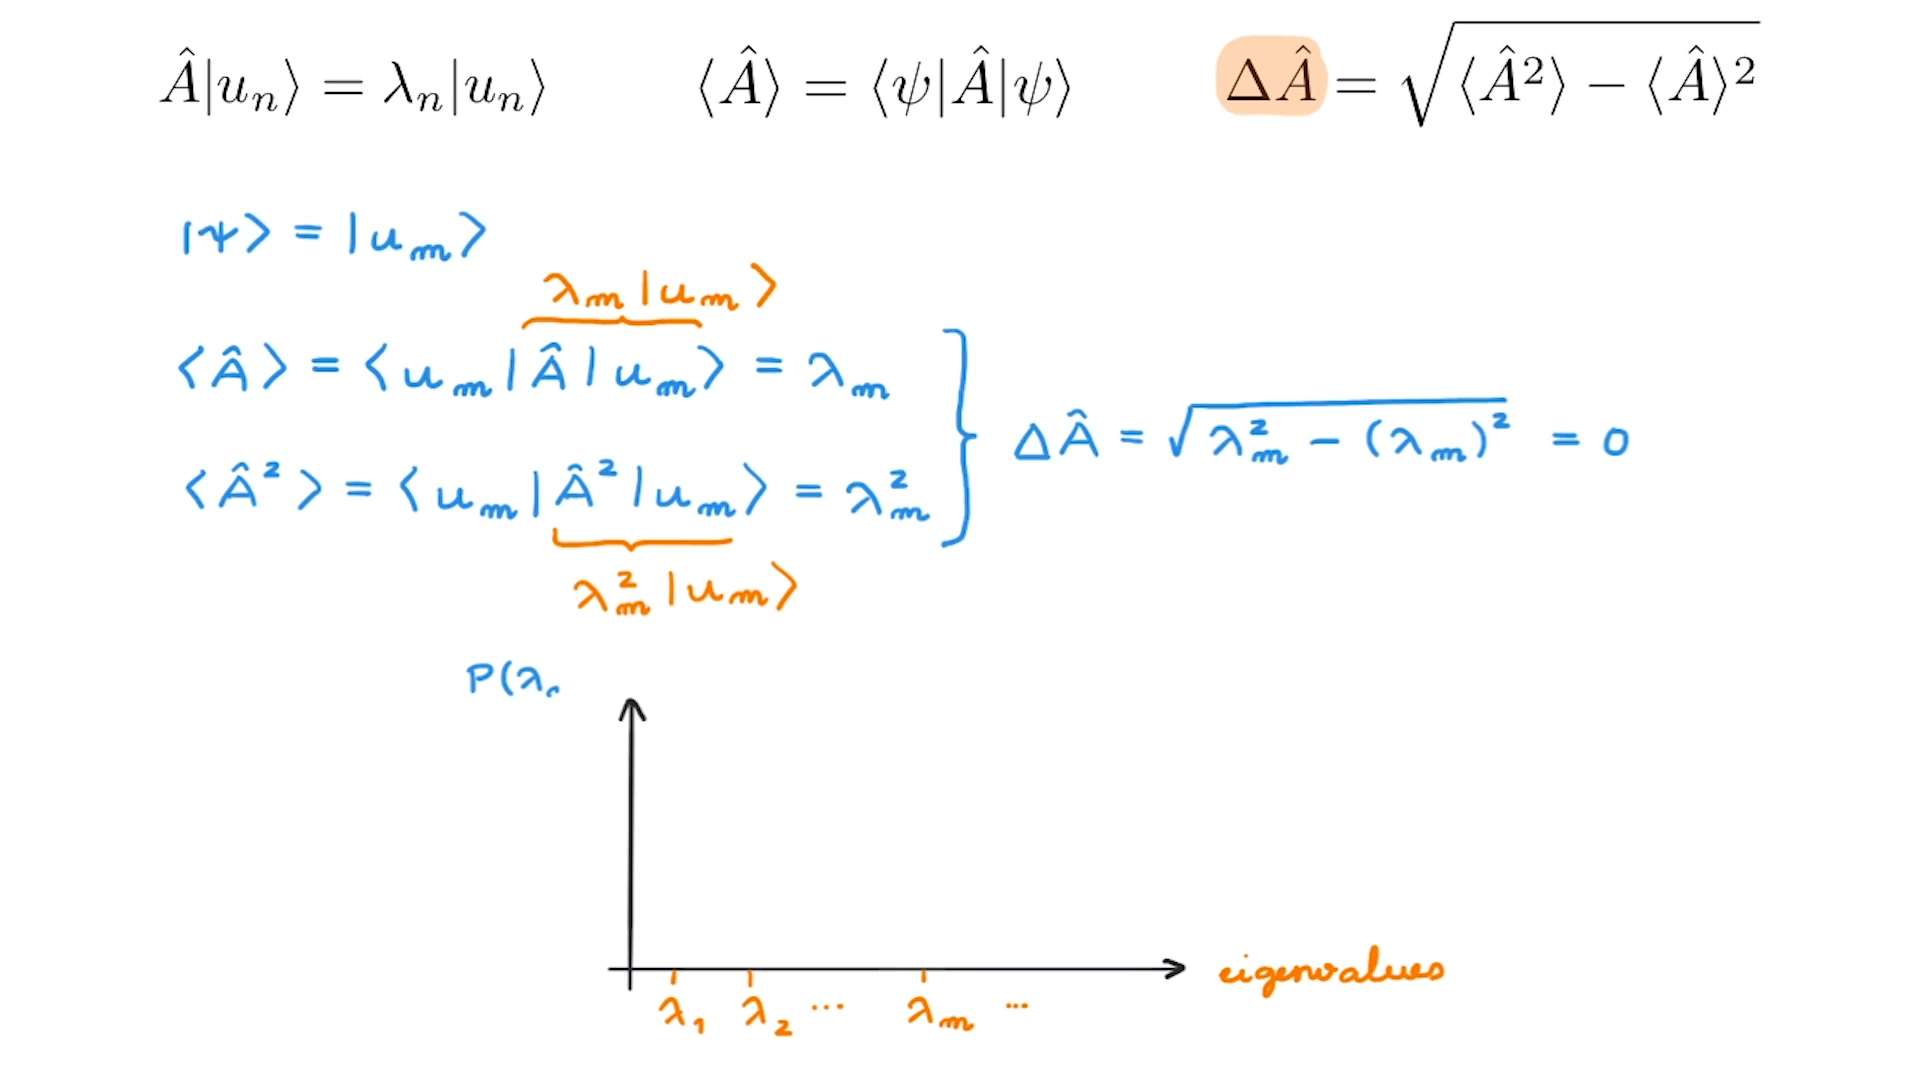 Â|uₙ⟩ = λₙ|uₙ⟩    ⟨Â⟩ = ⟨ψ|Â|ψ⟩    ΔÂ = √(⟨Â²⟩ − ⟨Â⟩²)
|ψ⟩ = |uₘ⟩
λₘ|uₘ⟩
⟨Â⟩ = ⟨uₘ|Â|uₘ⟩ = λₘ
ΔÂ = √(λₘ² − (λₘ)²) = 0
⟨Â²⟩ = ⟨uₘ|Â²|uₘ⟩ = λₘ²
λₘ²|uₘ⟩
P(λ
eigenvalues
λ₁ λ₂ ... λₘ ...